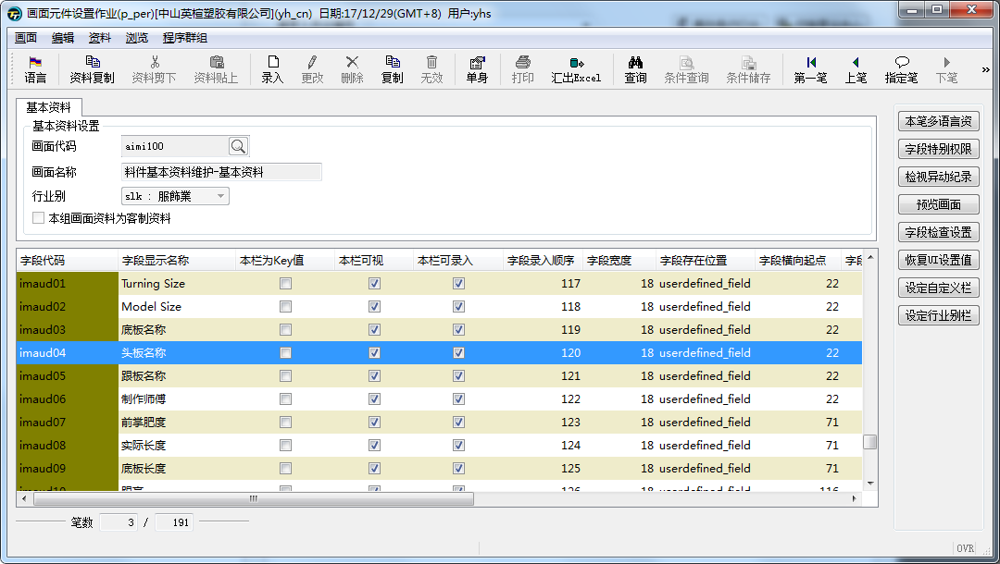 画面元件设置作业(p_per)[中山英楦塑胶有限公司](yh_cn) 日期:17/12/29(GMT+8) 用户:yhs
画面 编辑 资料 浏览 程序群组
语言 资料复制 资料剪下 资料贴上 录入 更改 删除 复制 无效 单身 打印 汇出Excel 查询 条件查询 条件储存 第一笔 上笔 指定笔 下笔 »
基本资料
基本资料设置
画面代码 aimi100
画面名称 料件基本资料维护-基本资料
行业别 slk : 服飾業
本组画面资料为客制资料
字段代码 字段显示名称 本栏为Key值 本栏可视 本栏可录入 字段录入顺序 字段宽度 字段存在位置 字段横向起点 字段
imaud01 Turning Size 117 18 userdefined_field 22
imaud02 Model Size 118 18 userdefined_field 22
imaud03 底板名称 119 18 userdefined_field 22
imaud04 头板名称 120 18 userdefined_field 22
imaud05 跟板名称 121 18 userdefined_field 22
imaud06 制作师傅 122 18 userdefined_field 22
imaud07 前掌肥度 123 18 userdefined_field 71
imaud08 实际长度 124 18 userdefined_field 71
imaud09 底板长度 125 18 userdefined_field 71
imaud10 跟高 126 18 userdefined_field 116
笔数 3 / 191
本笔多语言资
字段特别权限
检视异动纪录
预览画面
字段检查设置
恢复UI设置值
设定自定义栏
设定行业别栏
OVR